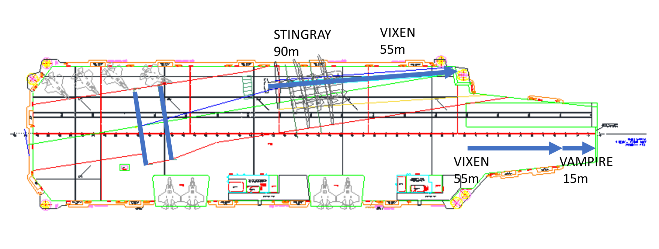 STINGRAY
90m
VIXEN
55m
VIXEN
55m
VAMPIRE
15m